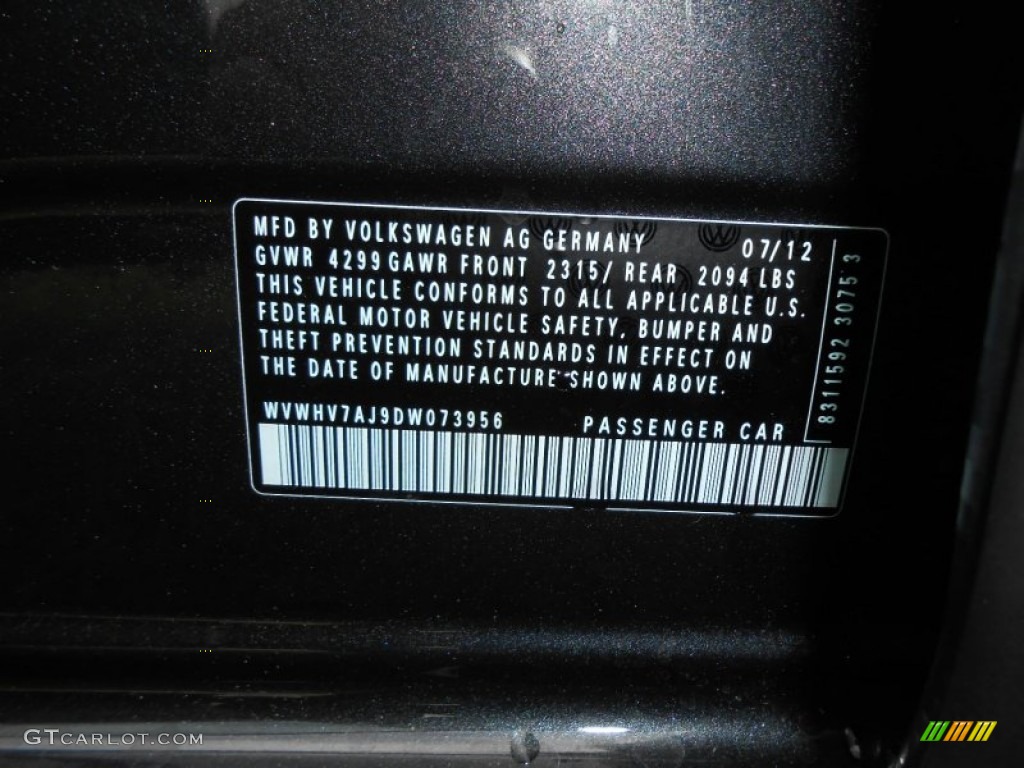 MFD BY VOLKSWAGEN AG GERMANY 07/12
GVWR 4299 GAWR FRONT 2315/ REAR 2094 LBS
THIS VEHICLE CONFORMS TO ALL APPLICABLE U.S.
FEDERAL MOTOR VEHICLE SAFETY, BUMPER AND
THEFT PREVENTION STANDARDS IN EFFECT ON
THE DATE OF MANUFACTURE SHOWN ABOVE.
WVWHV7AJ9DW073956 PASSENGER CAR
8311592 3075 3
GTCARLOT.COM